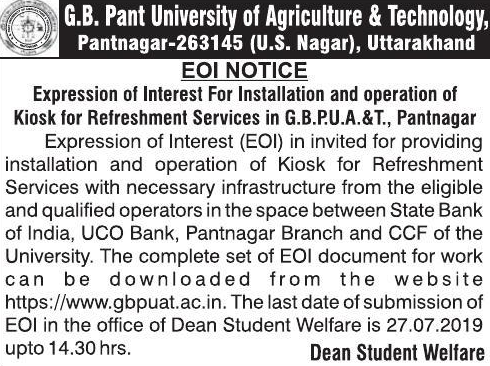 G.B. Pant University of Agriculture & Technology,
Pantnagar-263145 (U.S. Nagar), Uttarakhand
EOI NOTICE
Expression of Interest For Installation and operation of
Kiosk for Refreshment Services in G.B.P.U.A.&T., Pantnagar
Expression of Interest (EOI) in invited for providing
installation and operation of Kiosk for Refreshment
Services with necessary infrastructure from the eligible
and qualified operators in the space between State Bank
of India, UCO Bank, Pantnagar Branch and CCF of the
University. The complete set of EOI document for work
can be downloaded from the website
https://www.gbpuat.ac.in. The last date of submission of
EOI in the office of Dean Student Welfare is 27.07.2019
upto 14.30 hrs.
Dean Student Welfare